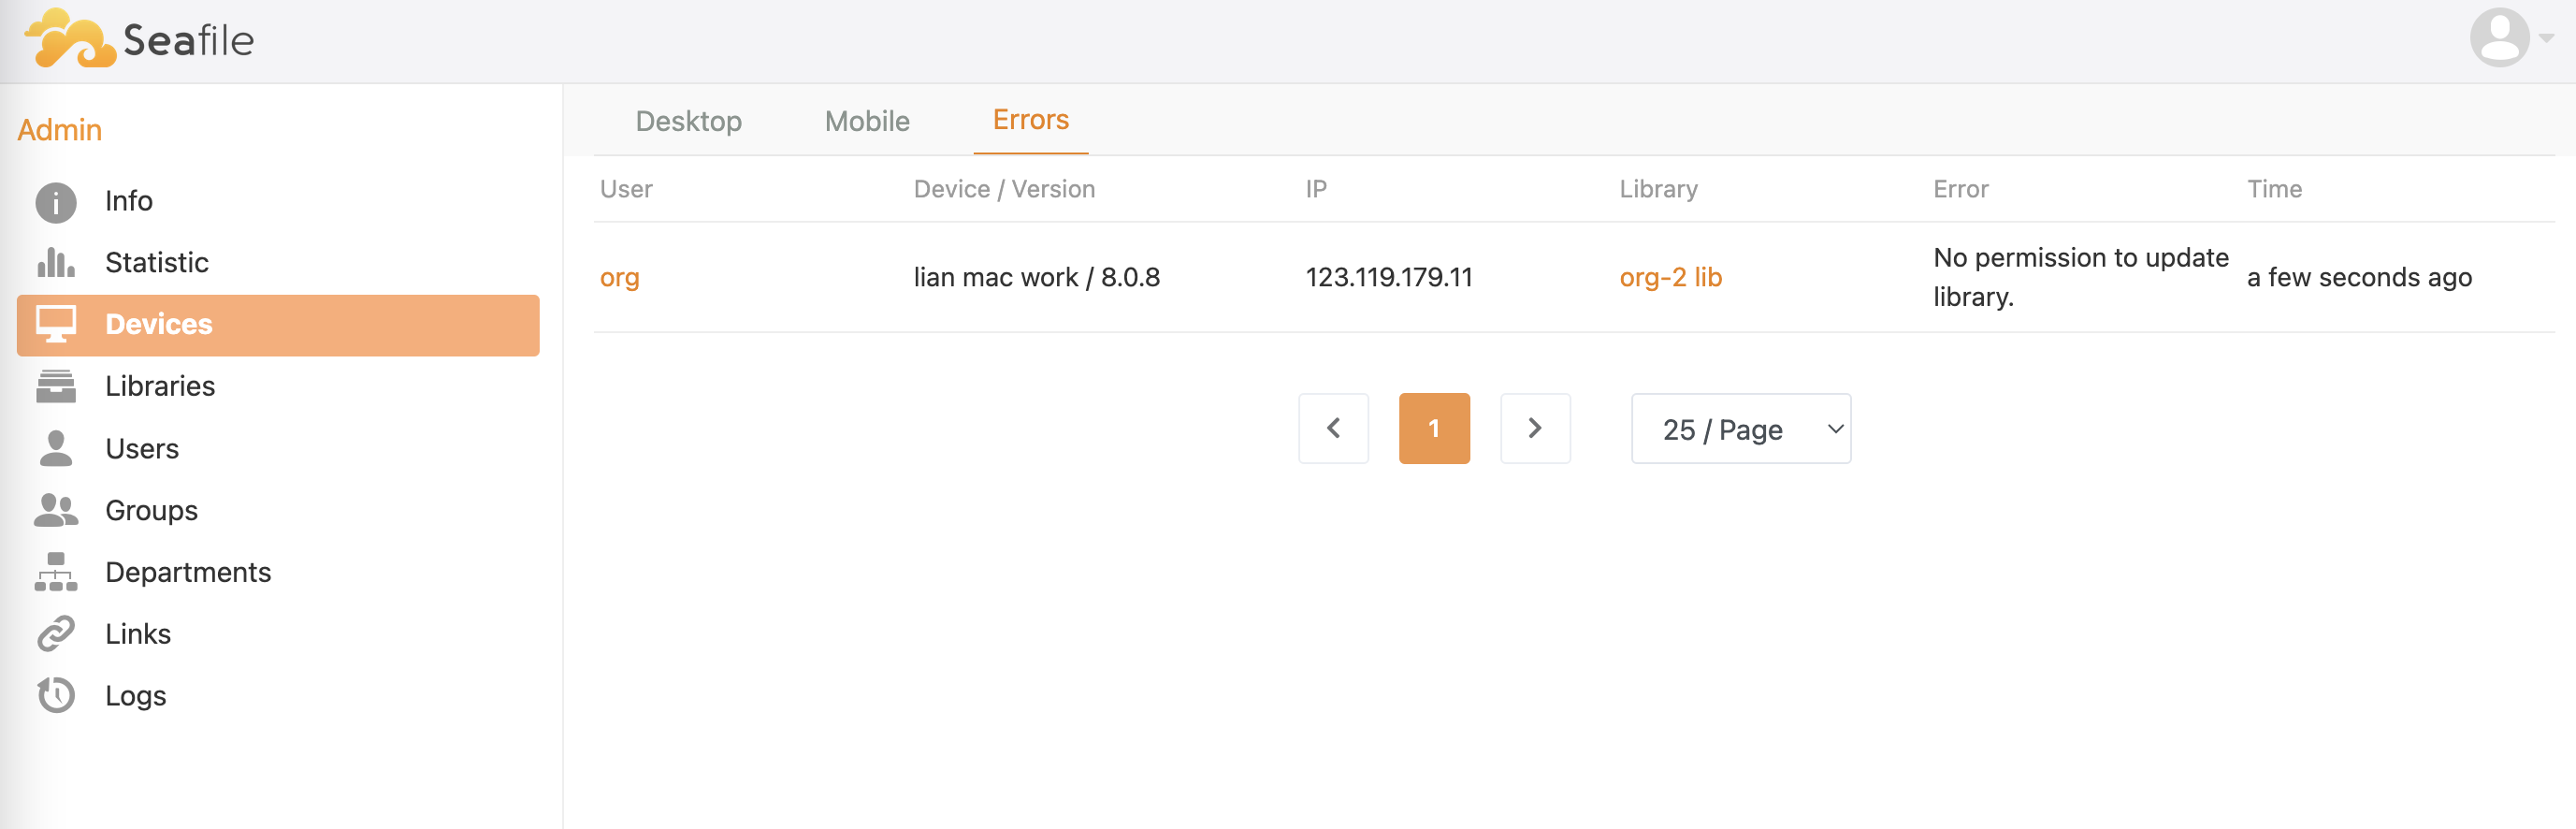 Seafile
Admin
Info
Statistic
Devices
Libraries
Users
Groups
Departments
Links
Logs
Desktop Mobile Errors
User Device / Version IP Library Error Time
org lian mac work / 8.0.8 123.119.179.11 org-2 lib No permission to update library. a few seconds ago
1 25 / Page